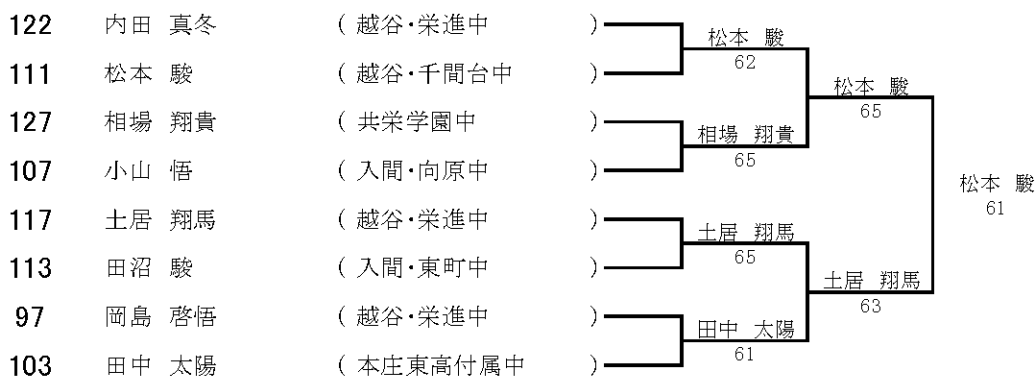 122 内田 真冬 ( 越谷・栄進中 )
松本 駿
62
111 松本 駿 ( 越谷・千間台中 )
松本 駿
65
127 相場 翔貴 ( 共栄学園中 )
相場 翔貴
65
107 小山 悟 ( 入間・向原中 )
松本 駿
61
117 土居 翔馬 ( 越谷・栄進中 )
土居 翔馬
65
113 田沼 駿 ( 入間・東町中 )
土居 翔馬
63
97 岡島 啓悟 ( 越谷・栄進中 )
田中 太陽
61
103 田中 太陽 ( 本庄東高付属中 )